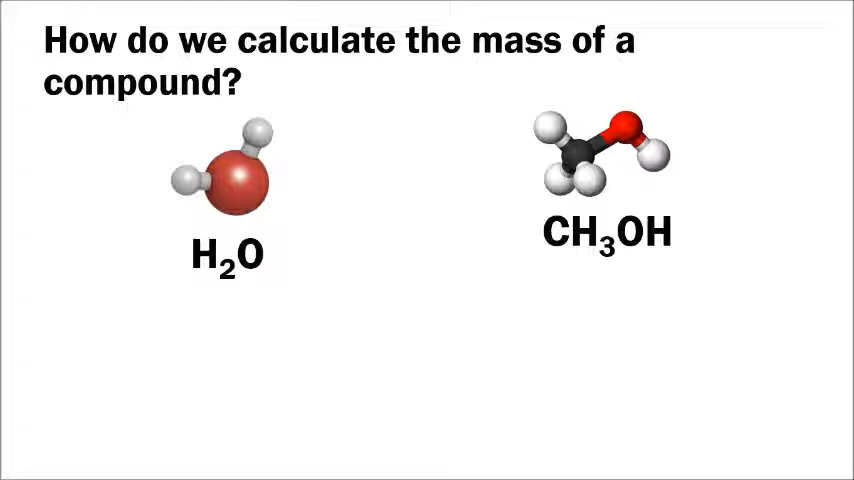 How do we calculate the mass of a
compound?
H₂O
CH₃OH